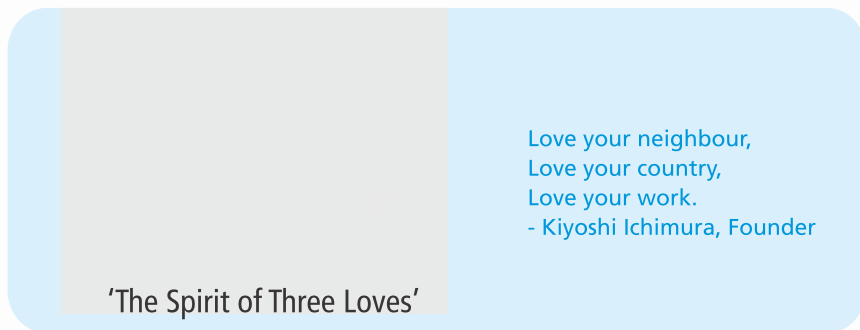 Love your neighbour,
Love your country,
Love your work.
- Kiyoshi Ichimura, Founder
‘The Spirit of Three Loves’